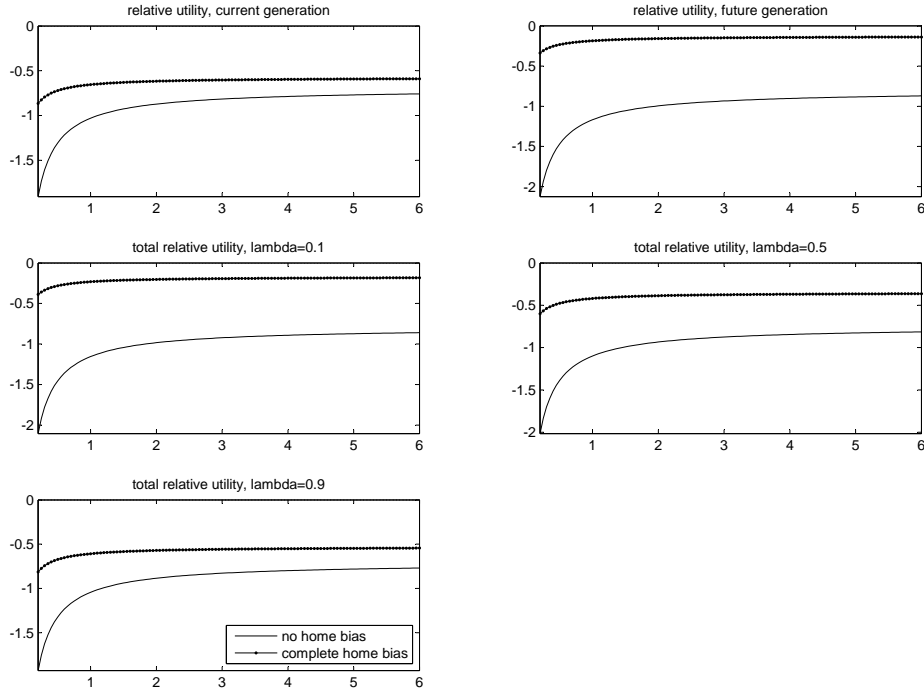 relative utility, current generation
0
-0.5
-1
-1.5
1 2 3 4 5 6
relative utility, future generation
0
-0.5
-1
-1.5
-2
1 2 3 4 5 6
total relative utility, lambda=0.1
0
-0.5
-1
-1.5
-2
1 2 3 4 5 6
total relative utility, lambda=0.5
0
-0.5
-1
-1.5
-2
1 2 3 4 5 6
total relative utility, lambda=0.9
0
-0.5
-1
-1.5
no home bias
complete home bias
1 2 3 4 5 6